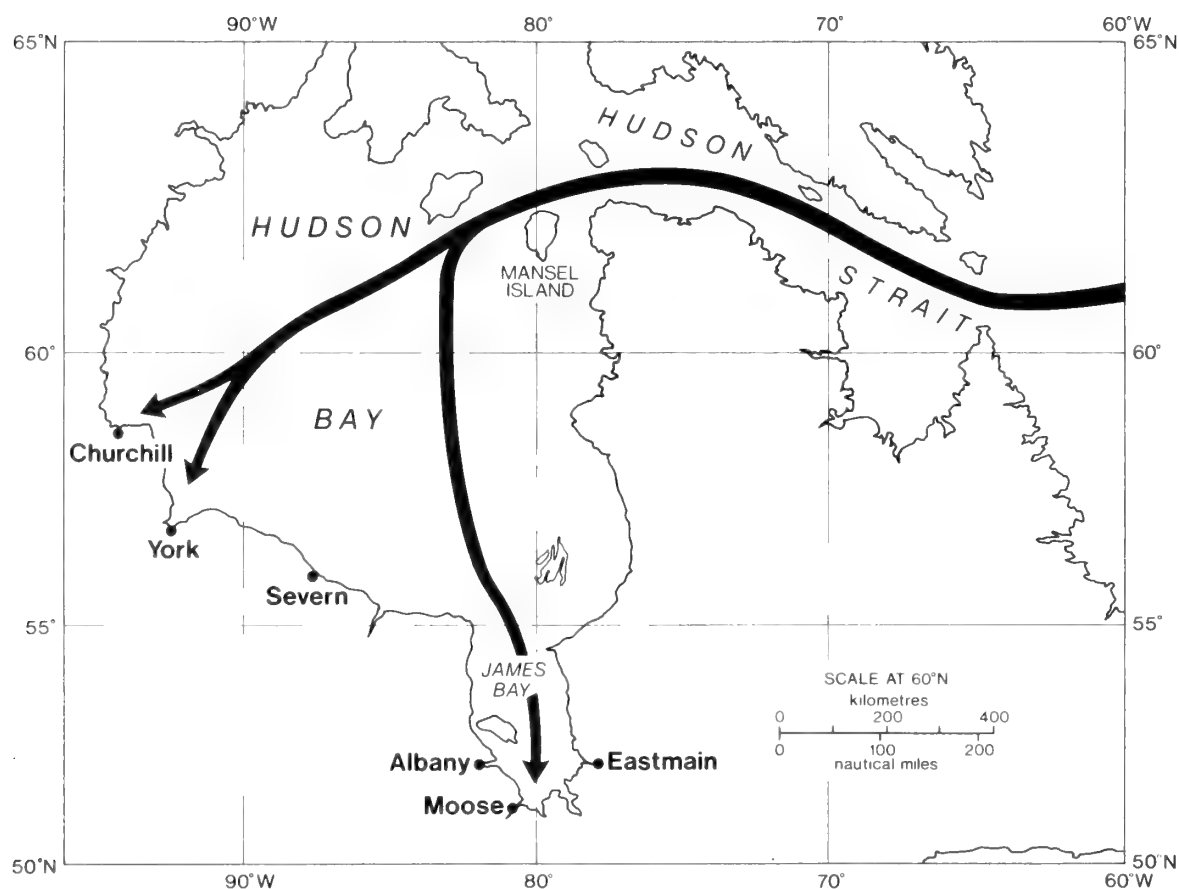 90°W
80°
70°
60°W
65°N
65°N
HUDSON
HUDSON
MANSEL
ISLAND
STRAIT
60°
60°
BAY
Churchill
York
Severn
55°
55°
JAMES
BAY
SCALE AT 60°N
kilometres
0 200 400
0 100 200
nautical miles
Albany
Eastmain
Moose
50°N
50°N
90°W
80°
70°
60°W